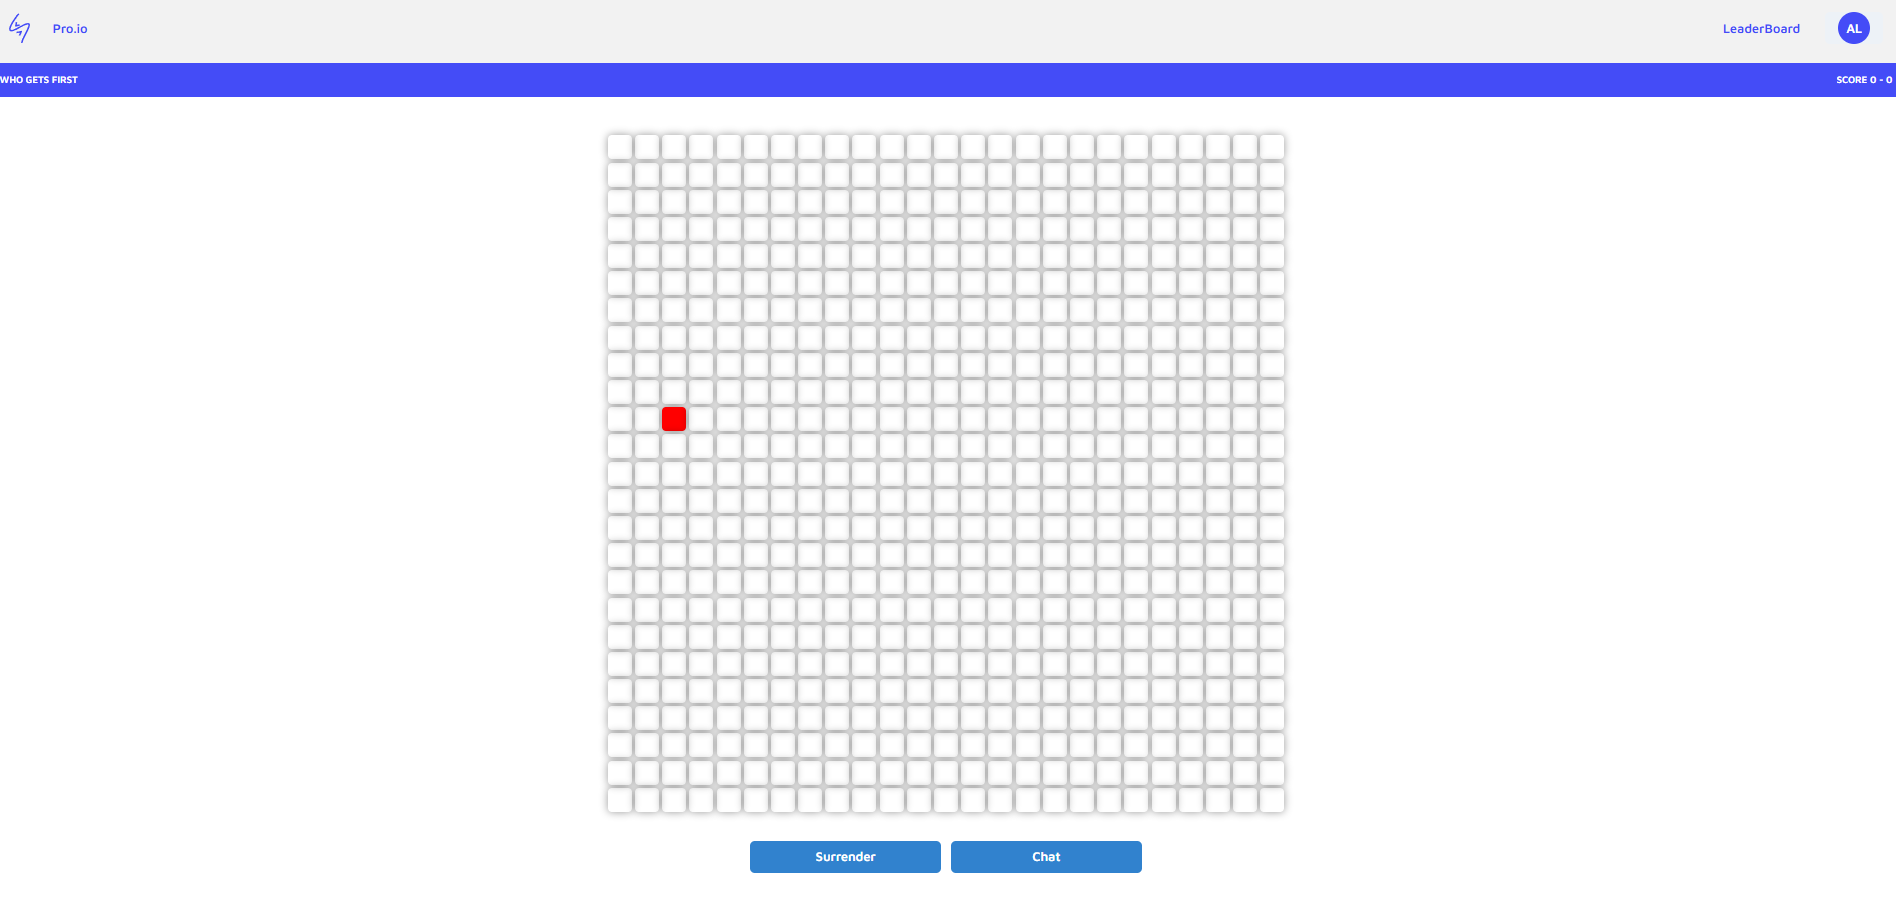 Pro.io
LeaderBoard
AL
WHO GETS FIRST
SCORE 0 - 0
Surrender
Chat